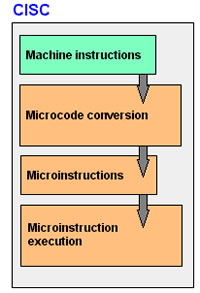 CISC
Machine instructions
Microcode conversion
Microinstructions
Microinstruction
execution